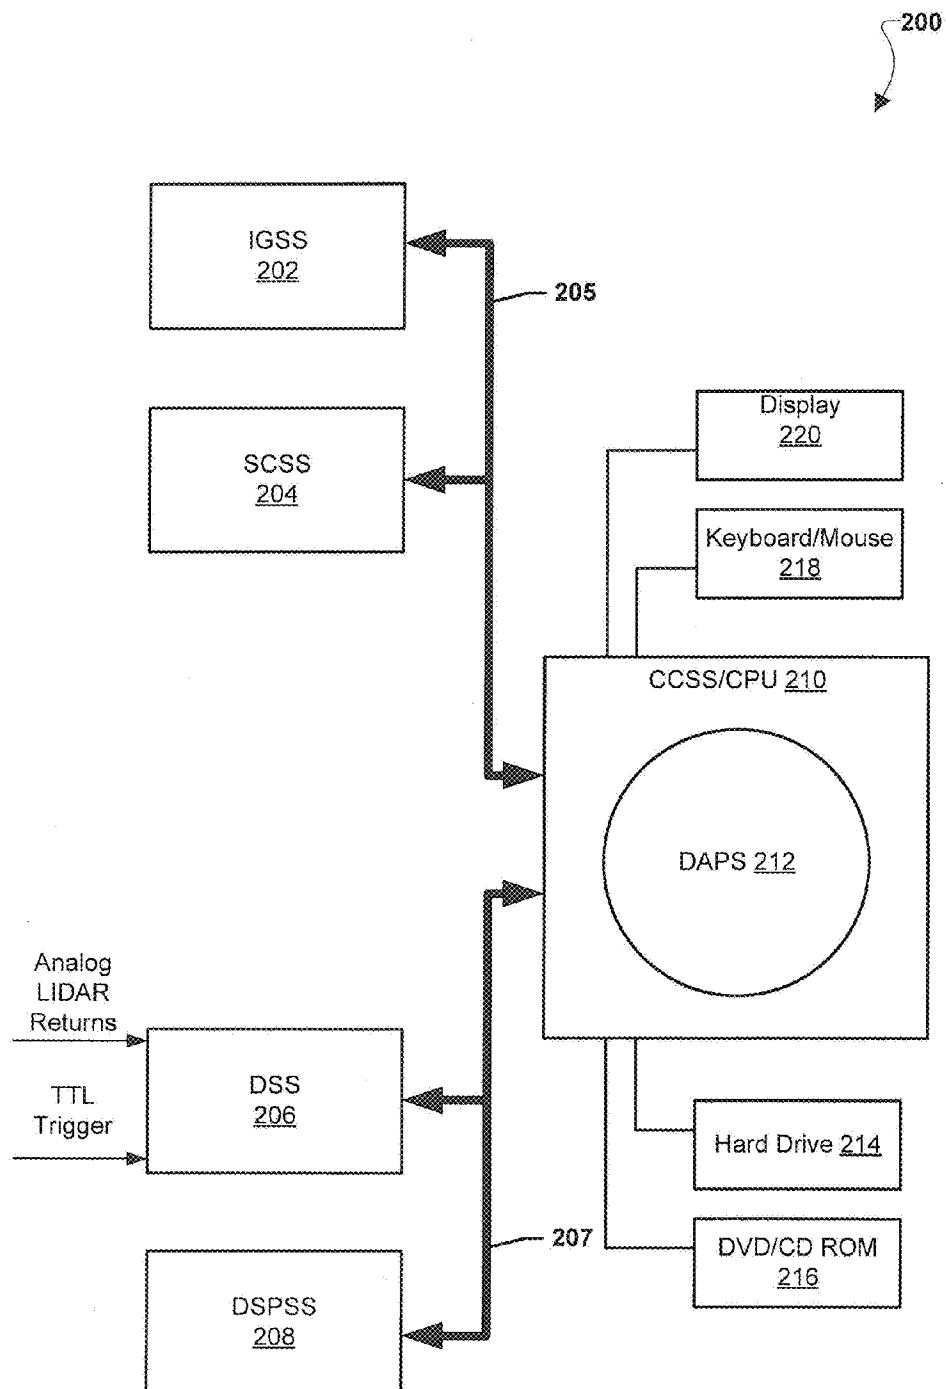 200
IGSS
202
205
SCSS
204
Display
220
Keyboard/Mouse
218
CCSS/CPU 210
DAPS 212
Analog
LIDAR
Returns
TTL
Trigger
DSS
206
207
DSPSS
208
Hard Drive 214
DVD/CD ROM
216